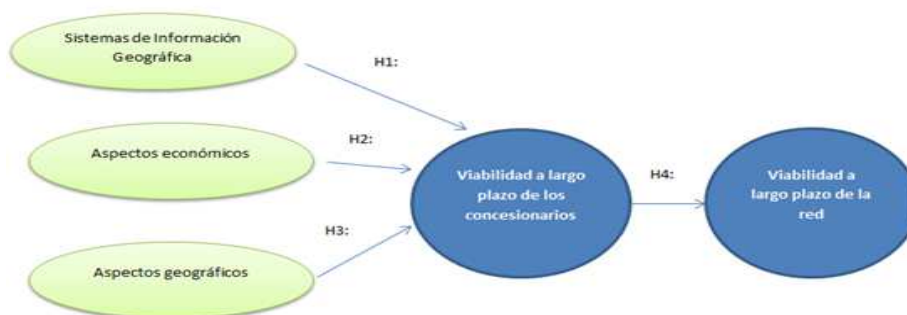 Sistemas de Información
Geográfica
H1:
Aspectos económicos
H2:
Viabilidad a largo
plazo de los
concesionarios
H4:
Viabilidad a
largo plazo de la
red
H3:
Aspectos geográficos